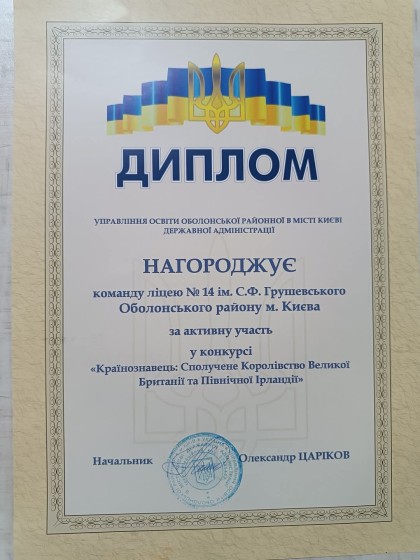 ДИПЛОМ
УПРАВЛІННЯ ОСВІТИ ОБОЛОНСЬКОЇ РАЙОННОЇ В МІСТІ КИЄВІ
ДЕРЖАВНОЇ АДМІНІСТРАЦІЇ
НАГОРОДЖУЄ
команду ліцею № 14 ім. С.Ф. Грушевського
Оболонського району м. Києва
за активну участь
у конкурсі
«Країнознавець: Сполучене Королівство Великої
Британії та Північної Ірландії»
Начальник Олександр ЦАРІКОВ